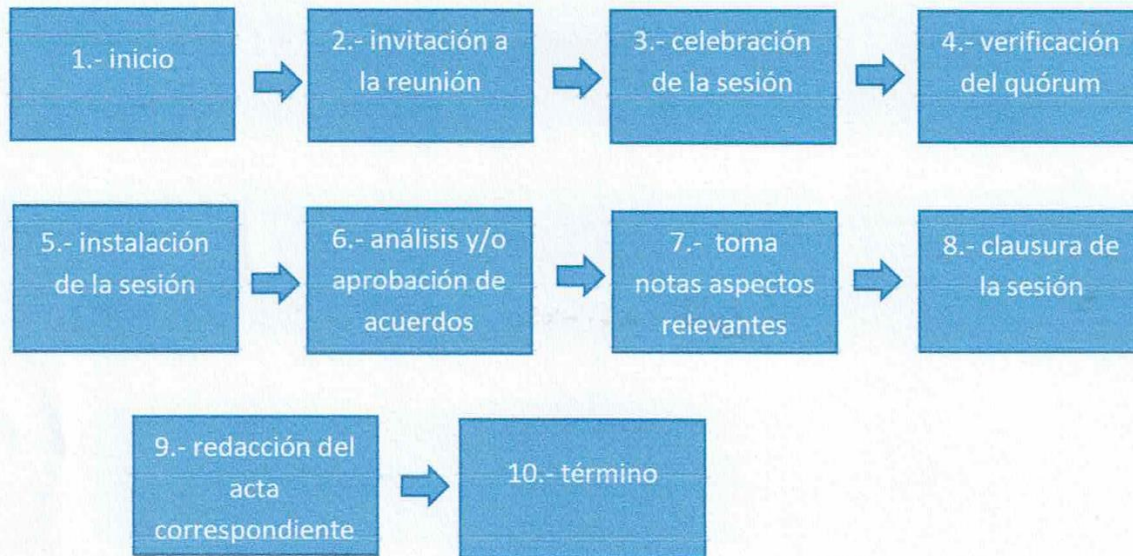 1.- inicio
2.- invitación a
la reunión
3.- celebración
de la sesión
4.- verificación
del quórum
5.- instalación
de la sesión
6.- análisis y/o
aprobación de
acuerdos
7.- toma
notas aspectos
relevantes
8.- clausura de
la sesión
9.- redacción del
acta
correspondiente
10.- término